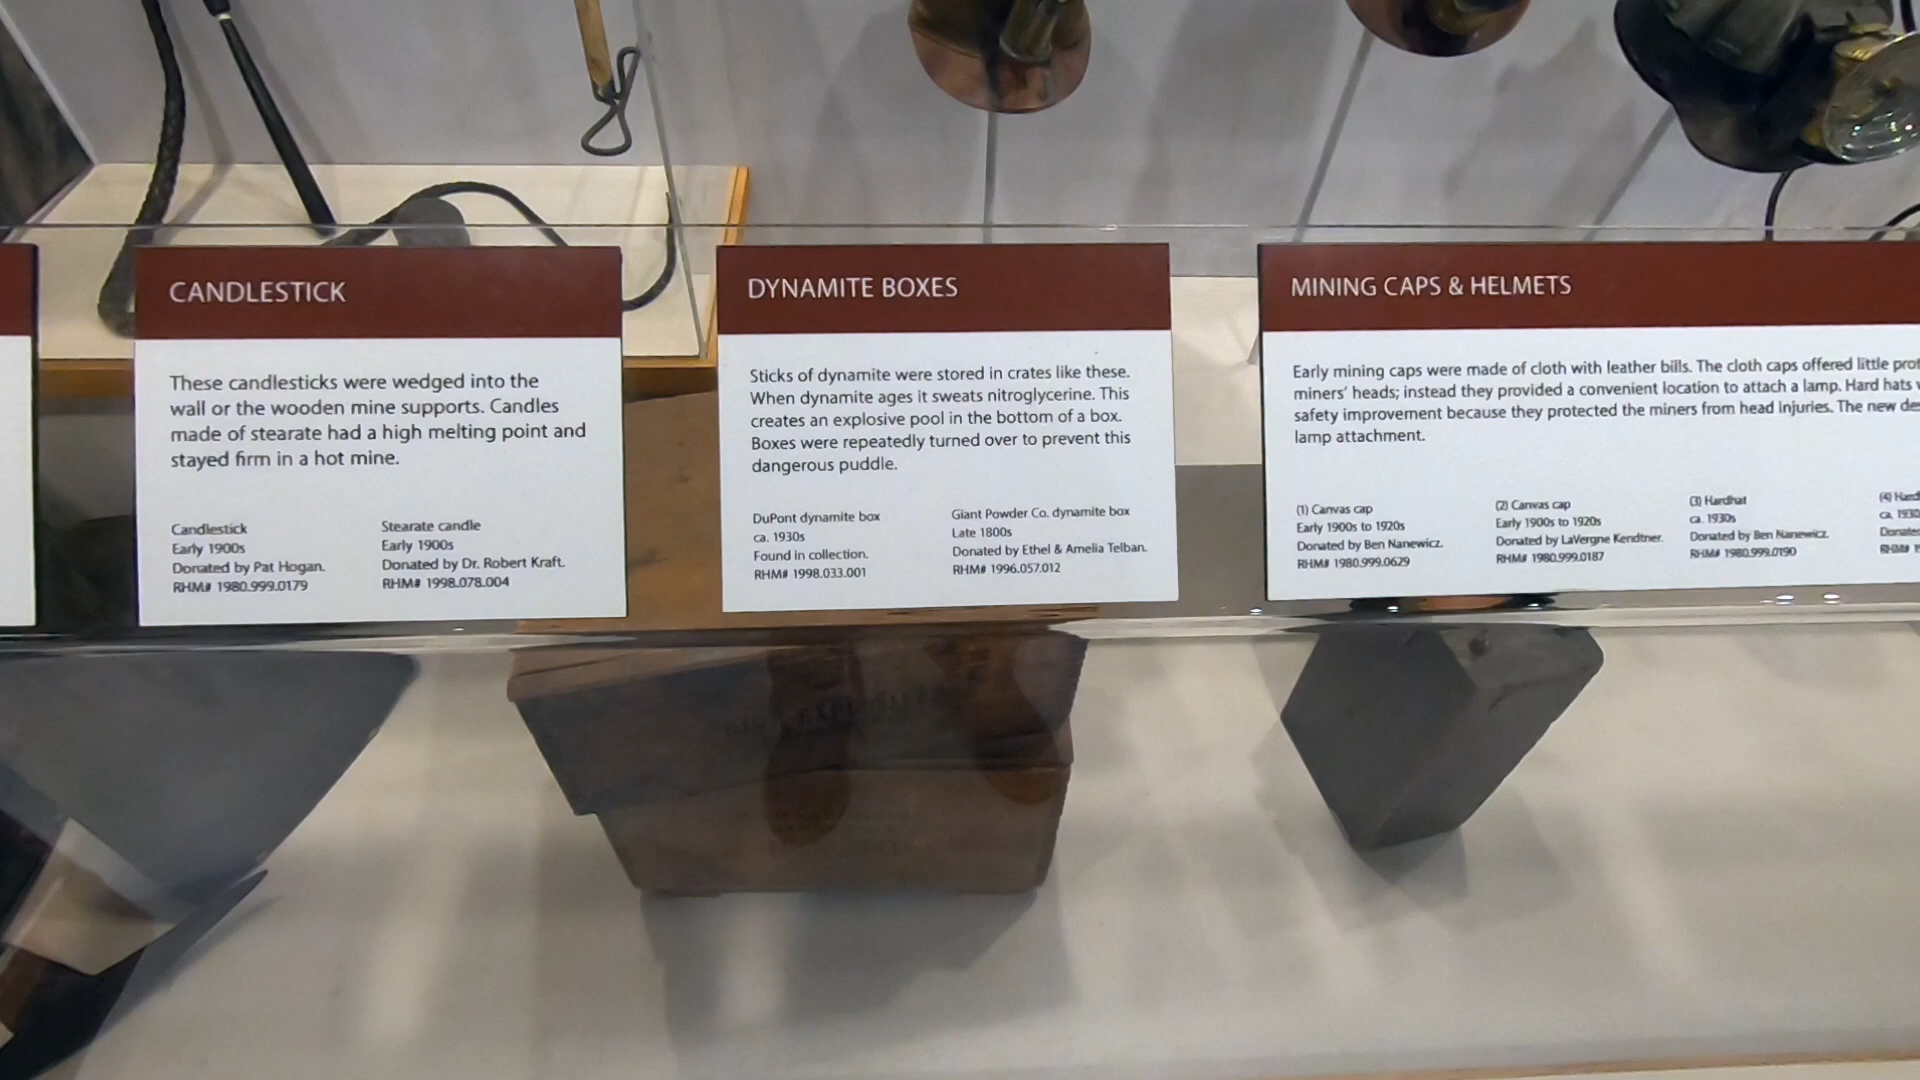 CANDLESTICK
These candlesticks were wedged into the
wall or the wooden mine supports. Candles
made of stearate had a high melting point and
stayed firm in a hot mine.
Candlestick
Early 1900s
Donated by Pat Hogan.
RHM# 1980.999.0179
Stearate candle
Early 1900s
Donated by Dr. Robert Kraft.
RHM# 1998.078.004
DYNAMITE BOXES
Sticks of dynamite were stored in crates like these.
When dynamite ages it sweats nitroglycerine. This
creates an explosive pool in the bottom of a box.
Boxes were repeatedly turned over to prevent this
dangerous puddle.
DuPont dynamite box
ca. 1930s
Found in collection.
RHM# 1998.033.001
Giant Powder Co. dynamite box
Late 1800s
Donated by Ethel & Amelia Telban.
RHM# 1996.057.012
MINING CAPS & HELMETS
Early mining caps were made of cloth with leather bills. The cloth caps offered little
miners' heads; instead they provided a convenient location to attach a lamp. Hard hats
safety improvement because they protected the miners from head injuries. The new
lamp attachment.
(1) Canvas cap
Early 1900s to 1920s
Donated by Ben Nanewicz.
RHM# 1980.999.0629
(2) Canvas cap
Early 1900s to 1920s
Donated by LaVergne Kendtner.
RHM# 1980.999.0187
(3) Hardhat
ca. 1930s
Donated by Ben Nanewicz.
RHM# 1980.999.0190
(4)
ca.
RHM#